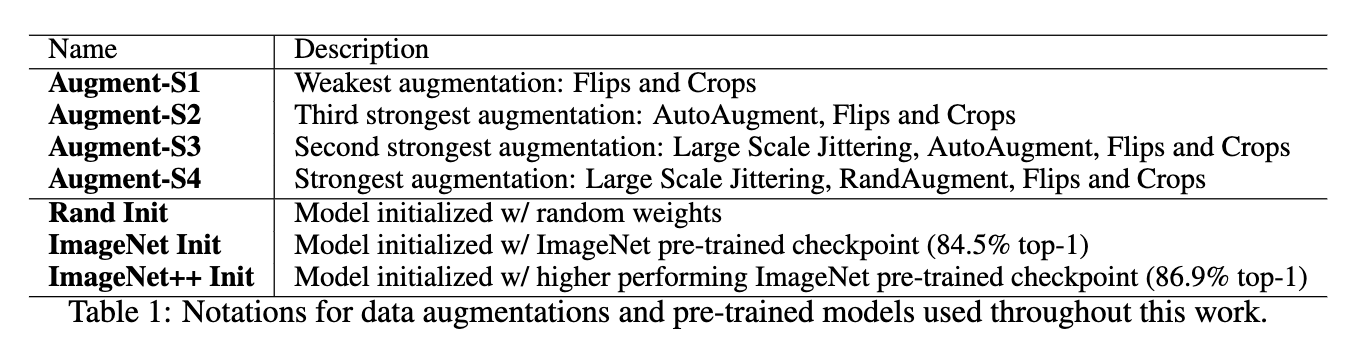 Name Description
Augment-S1 Weakest augmentation: Flips and Crops
Augment-S2 Third strongest augmentation: AutoAugment, Flips and Crops
Augment-S3 Second strongest augmentation: Large Scale Jittering, AutoAugment, Flips and Crops
Augment-S4 Strongest augmentation: Large Scale Jittering, RandAugment, Flips and Crops
Rand Init Model initialized w/ random weights
ImageNet Init Model initialized w/ ImageNet pre-trained checkpoint (84.5% top-1)
ImageNet++ Init Model initialized w/ higher performing ImageNet pre-trained checkpoint (86.9% top-1)
Table 1: Notations for data augmentations and pre-trained models used throughout this work.